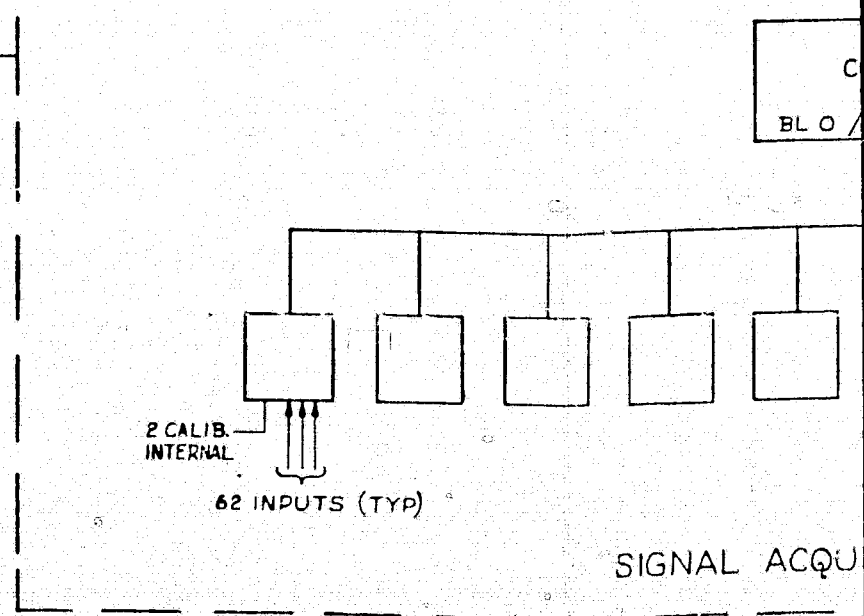 C
BL O /
2 CALIB.
INTERNAL
62 INPUTS (TYP)
SIGNAL ACQU